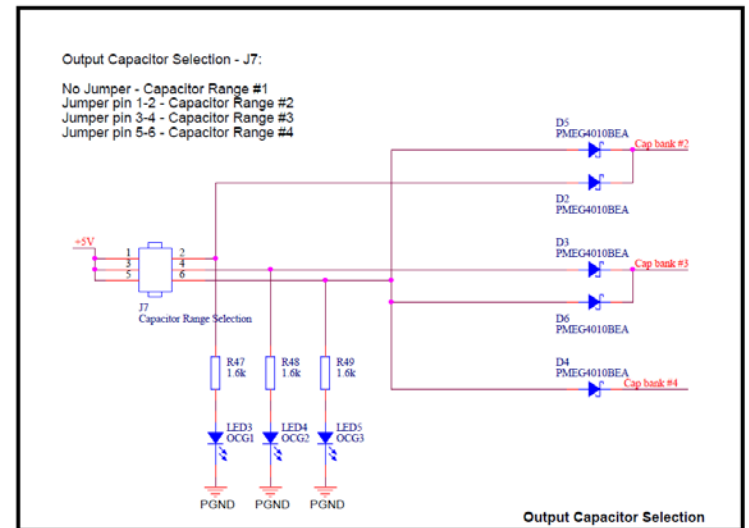 Output Capacitor Selection - J7:
No Jumper - Capacitor Range #1
Jumper pin 1-2 - Capacitor Range #2
Jumper pin 3-4 - Capacitor Range #3
Jumper pin 5-6 - Capacitor Range #4
D5
PMEG4010BEA
Cap bank #2
D2
PMEG4010BEA
+5V
1 2
3 4
5 6
J7
Capacitor Range Selection
D3
PMEG4010BEA
Cap bank #3
D6
PMEG4010BEA
D4
PMEG4010BEA
Cap bank #4
R47
1.6k
R48
1.6k
R49
1.6k
LED3
OCG1
LED4
OCG2
LED5
OCG3
PGND PGND PGND
Output Capacitor Selection